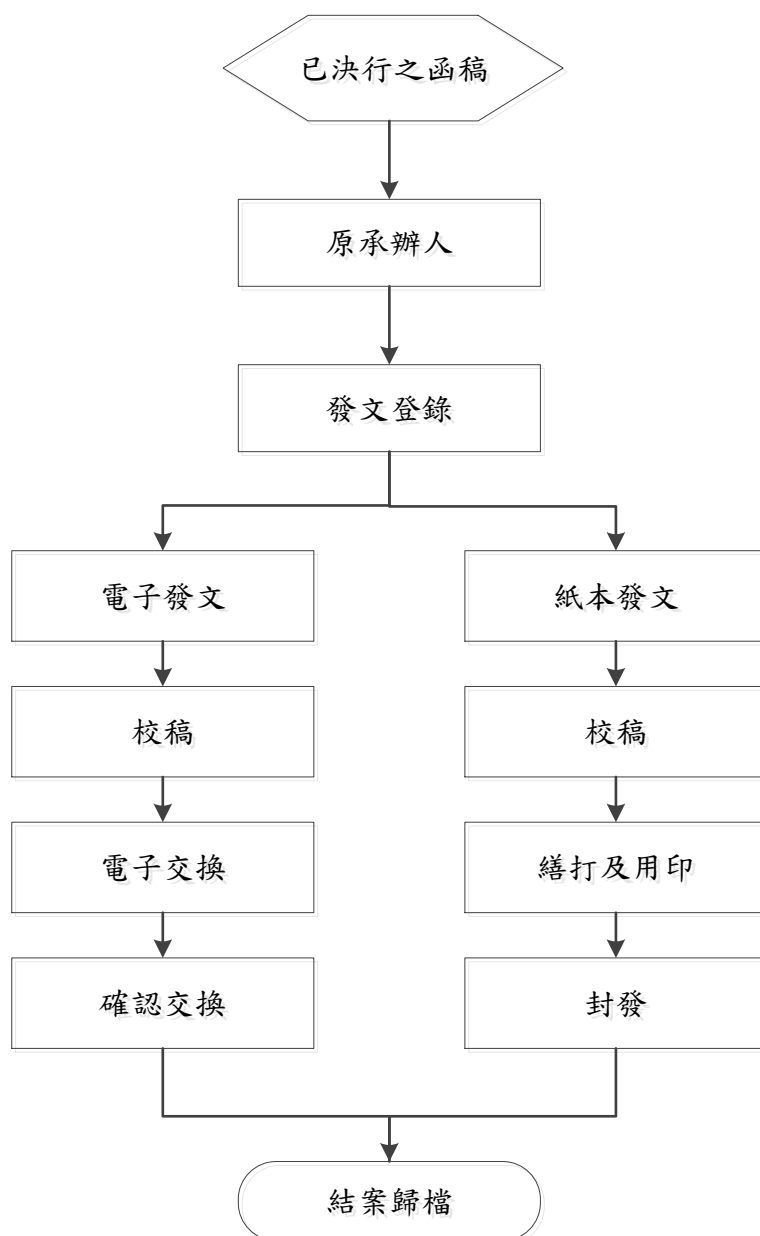 已決行之函稿
原承辦人
發文登錄
電子發文
紙本發文
校稿
校稿
電子交換
繕打及用印
確認交換
封發
結案歸檔